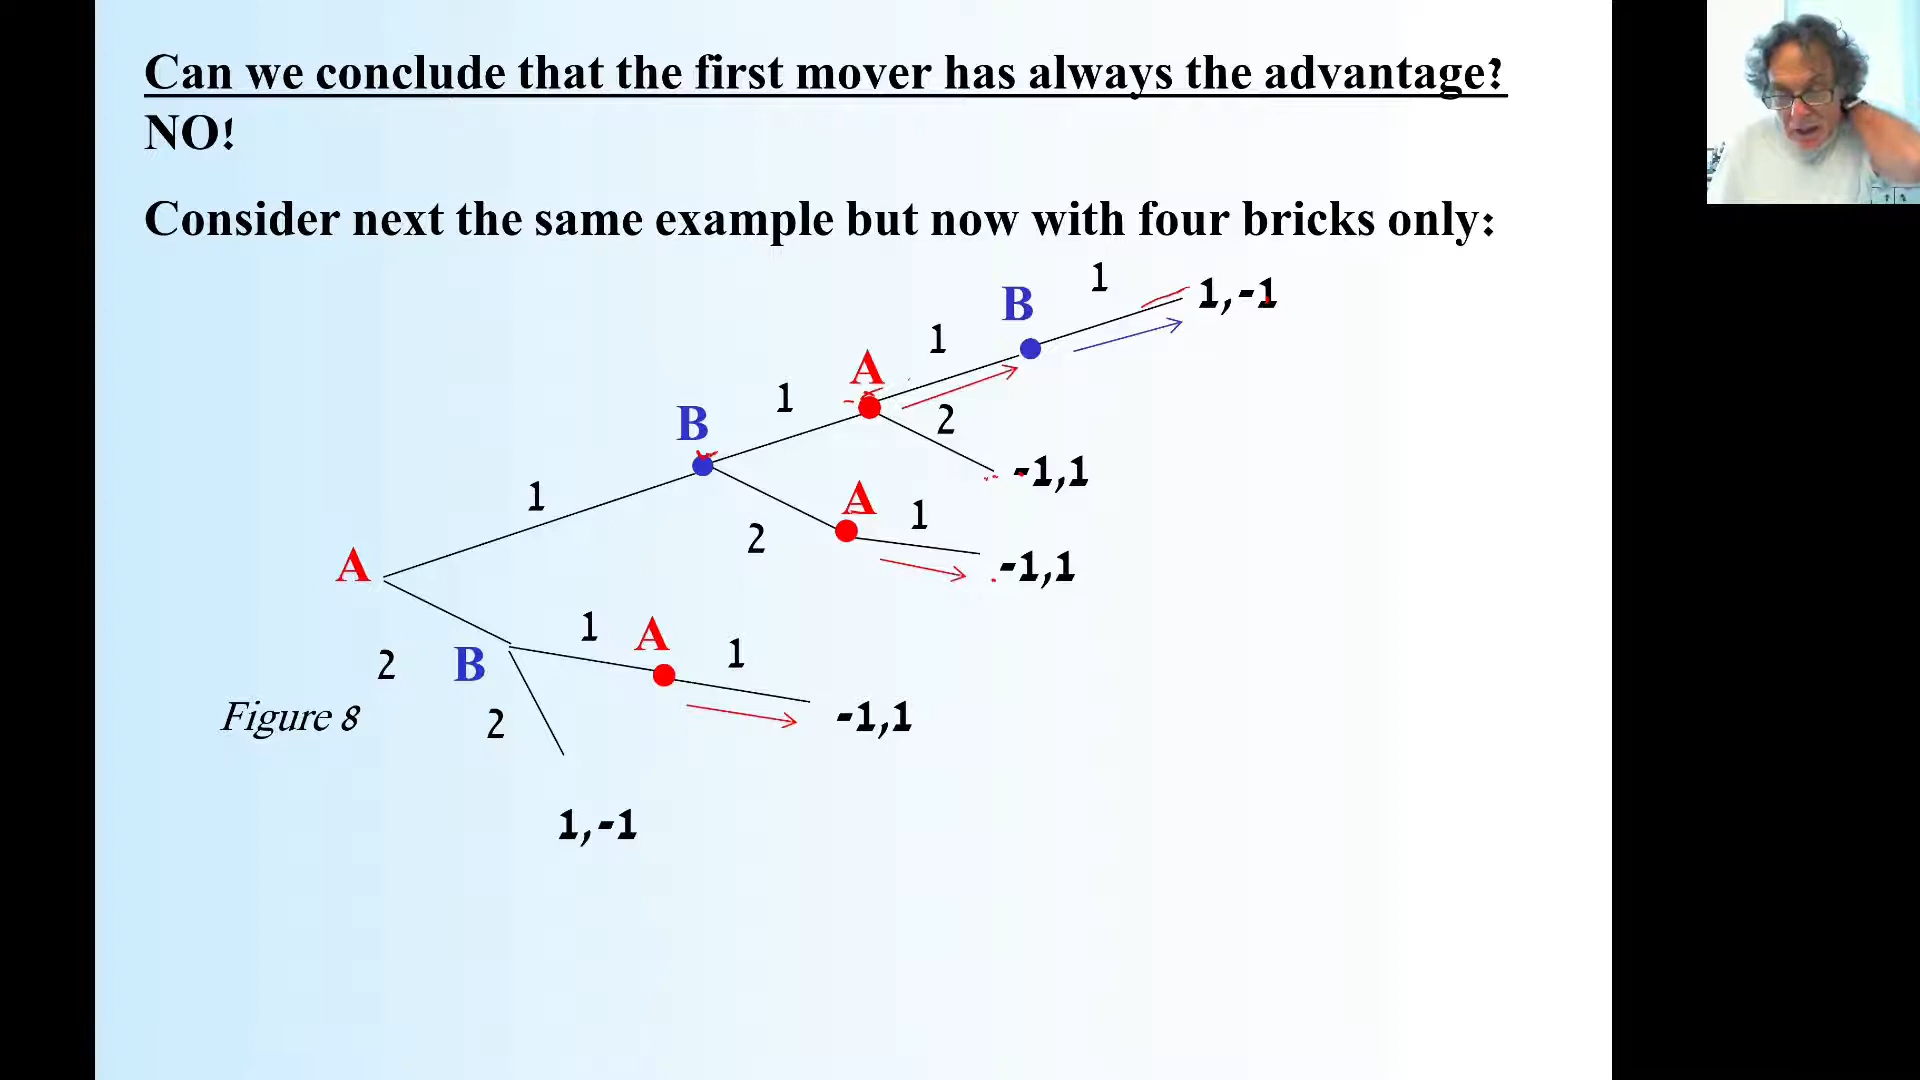 Can we conclude that the first mover has always the advantage?
NO!
Consider next the same example but now with four bricks only:
1
B
1,-1
1
A
1
2
B
-1,1
A
1
1
2
-1,1
A
1
A
1
2
B
-1,1
2
Figure 8
1,-1